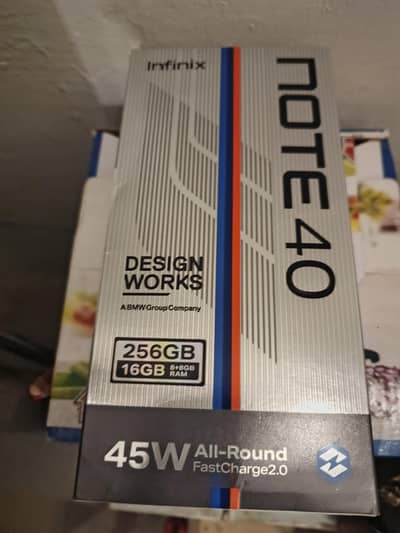 Infinix
NOTE 40
DESIGN
WORKS
A BMW Group Company
256GB
16GB 8+8GB
RAM
45W All-Round
FastCharge2.0